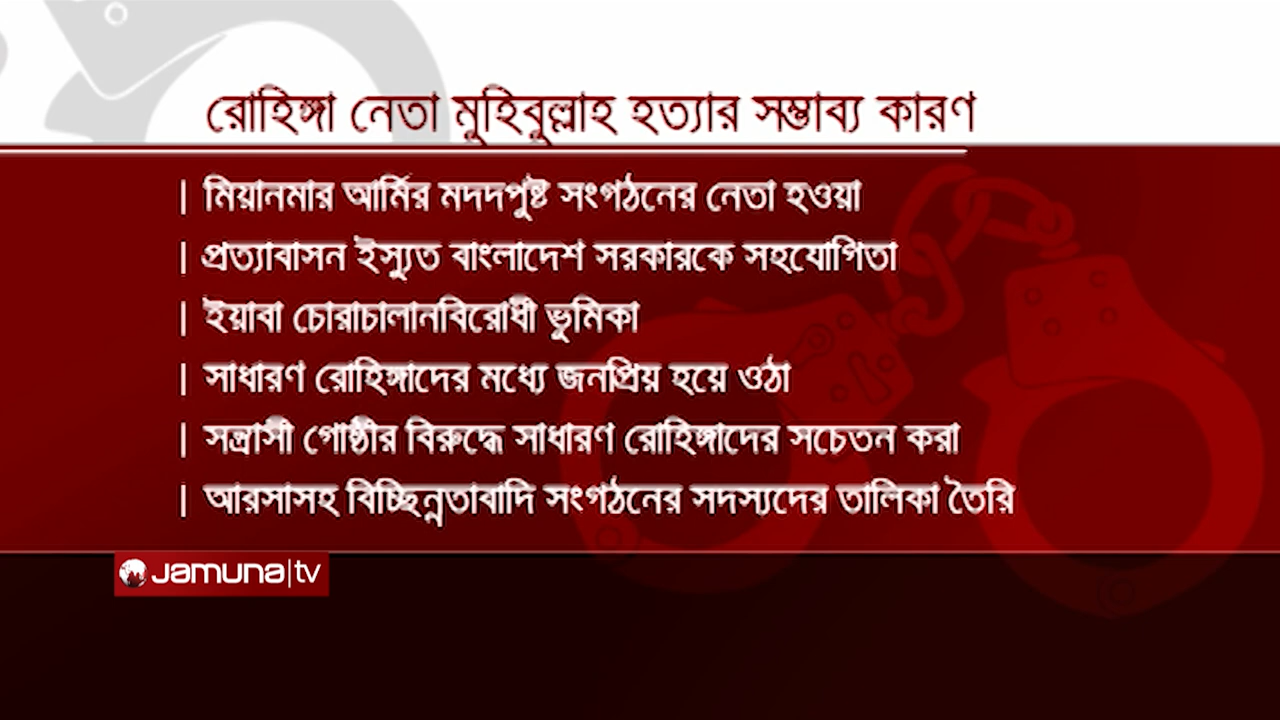 রোহিঙ্গা নেতা মুহিবুল্লাহ হত্যার সম্ভাব্য কারণ
| মিয়ানমার আর্মির মদদপুষ্ট সংগঠনের নেতা হওয়া
| প্রত্যাবাসন ইস্যুত বাংলাদেশ সরকারকে সহযোগিতা
| ইয়াবা চোরাচালানবিরোধী ভুমিকা
| সাধারণ রোহিঙ্গাদের মধ্যে জনপ্রিয় হয়ে ওঠা
| সন্ত্রাসী গোষ্ঠীর বিরুদ্ধে সাধারণ রোহিঙ্গাদের সচেতন করা
| আরসাসহ বিচ্ছিন্নতাবাদি সংগঠনের সদস্যদের তালিকা তৈরি
Jamuna|tv